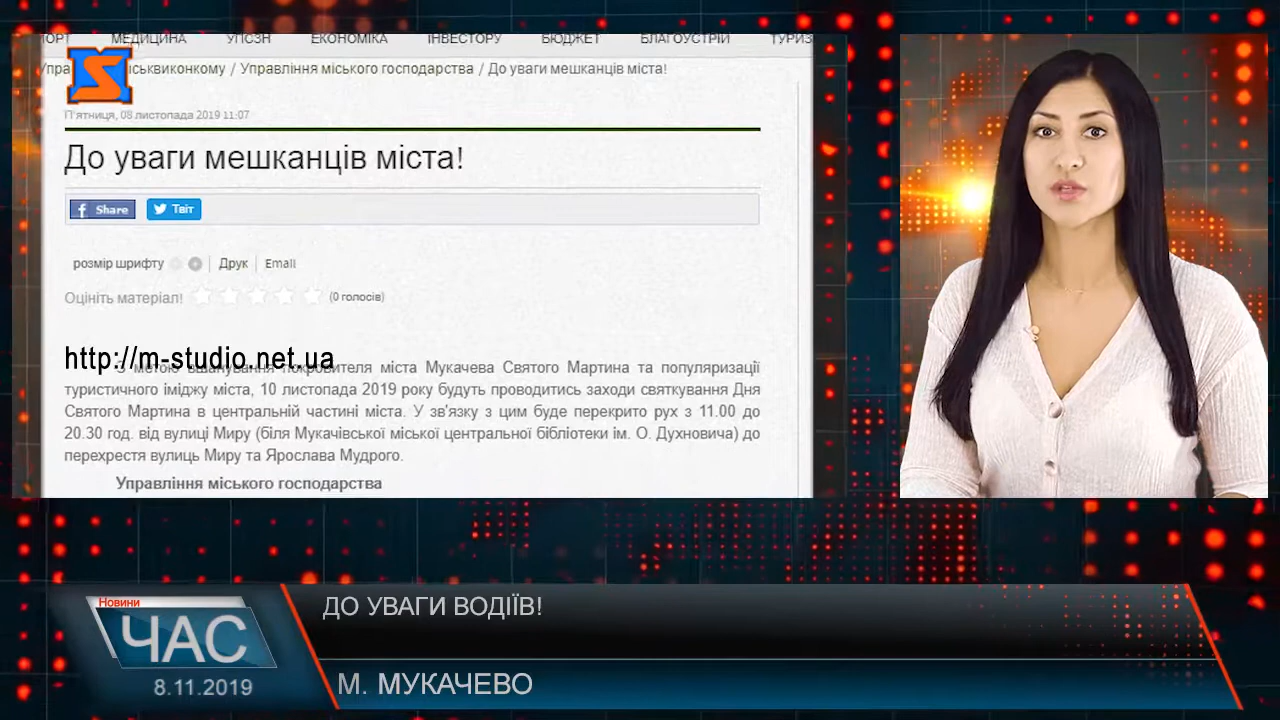 МЕДИЦИНА УПСЗН ЕКОНОМІКА ІНВЕСТОРУ БЮДЖЕТ БЛАГОУСТРІЙ
/ Управління міського господарства / До уваги мешканців міста!
П'ятниця, 08 листопада 2019 11:07
До уваги мешканців міста!
f Share Твіт
розмір шрифту Друк Email
Оцініть матеріал! (0 голосів)
http://m-studio.net.ua
З метою вшанування покровителя міста Мукачева Святого Мартина та популяризації
туристичного іміджу міста, 10 листопада 2019 року будуть проводитись заходи святкування Дня
Святого Мартина в центральній частині міста. У зв'язку з цим буде перекрито рух з 11.00 до
20.30 год. від вулиці Миру (біля Мукачівської міської центральної бібліотеки ім. О. Духновича) до
перехрестя вулиць Миру та Ярослава Мудрого.
Управління міського господарства
Новини
ЧАС
8.11.2019
ДО УВАГИ ВОДІЇВ!
М. МУКАЧЕВО